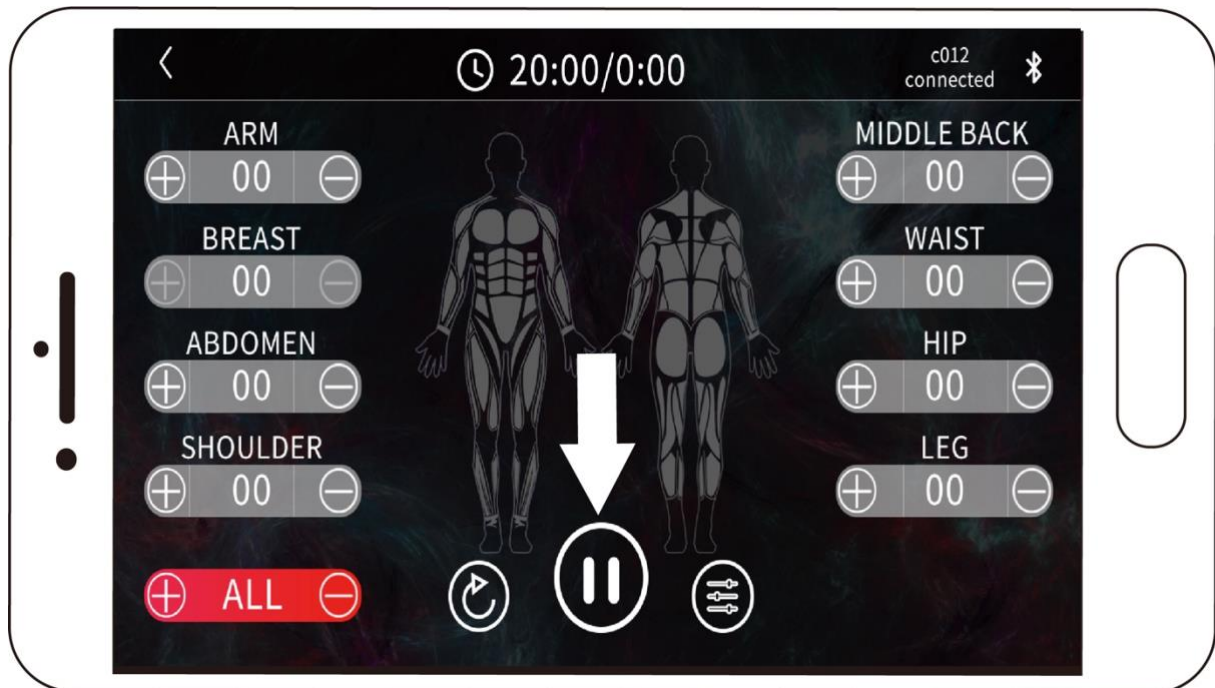 20:00/0:00
c012
connected
ARM
00
BREAST
00
ABDOMEN
00
SHOULDER
00
ALL
MIDDLE BACK
00
WAIST
00
HIP
00
LEG
00